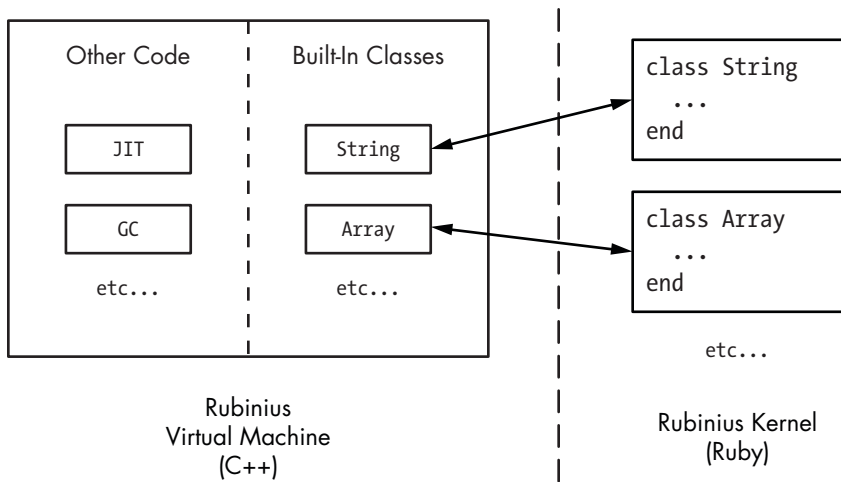 Other Code
JIT
GC
etc...
Built-In Classes
String
Array
etc...
Rubinius
Virtual Machine
(C++)
class String
  ...
end
class Array
  ...
end
etc...
Rubinius Kernel
(Ruby)